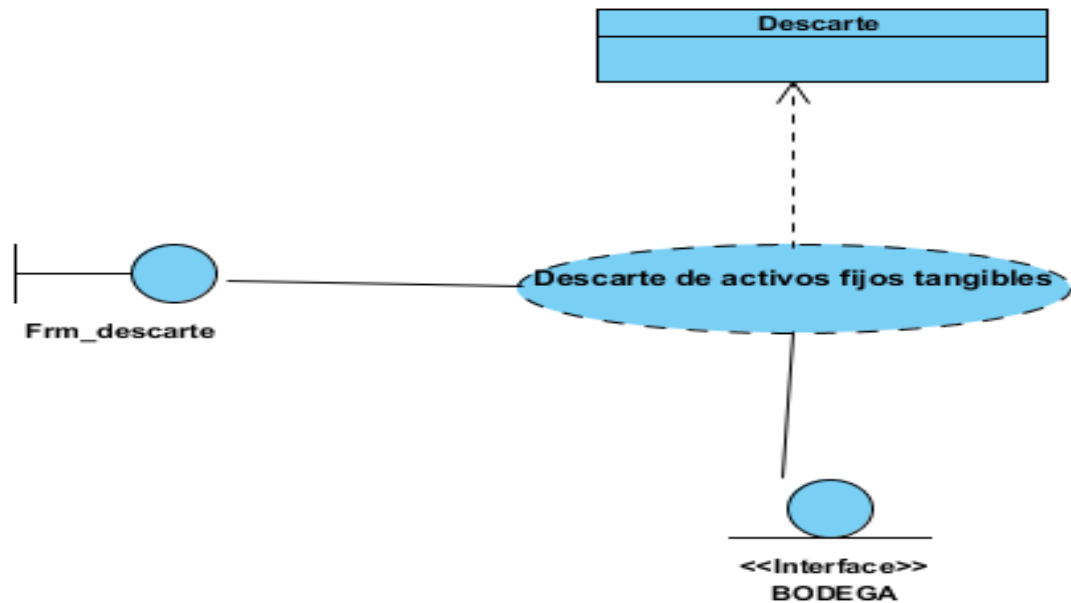 Descarte
Descarte de activos fijos tangibles
Frm_descarte
<<Interface>>
BODEGA